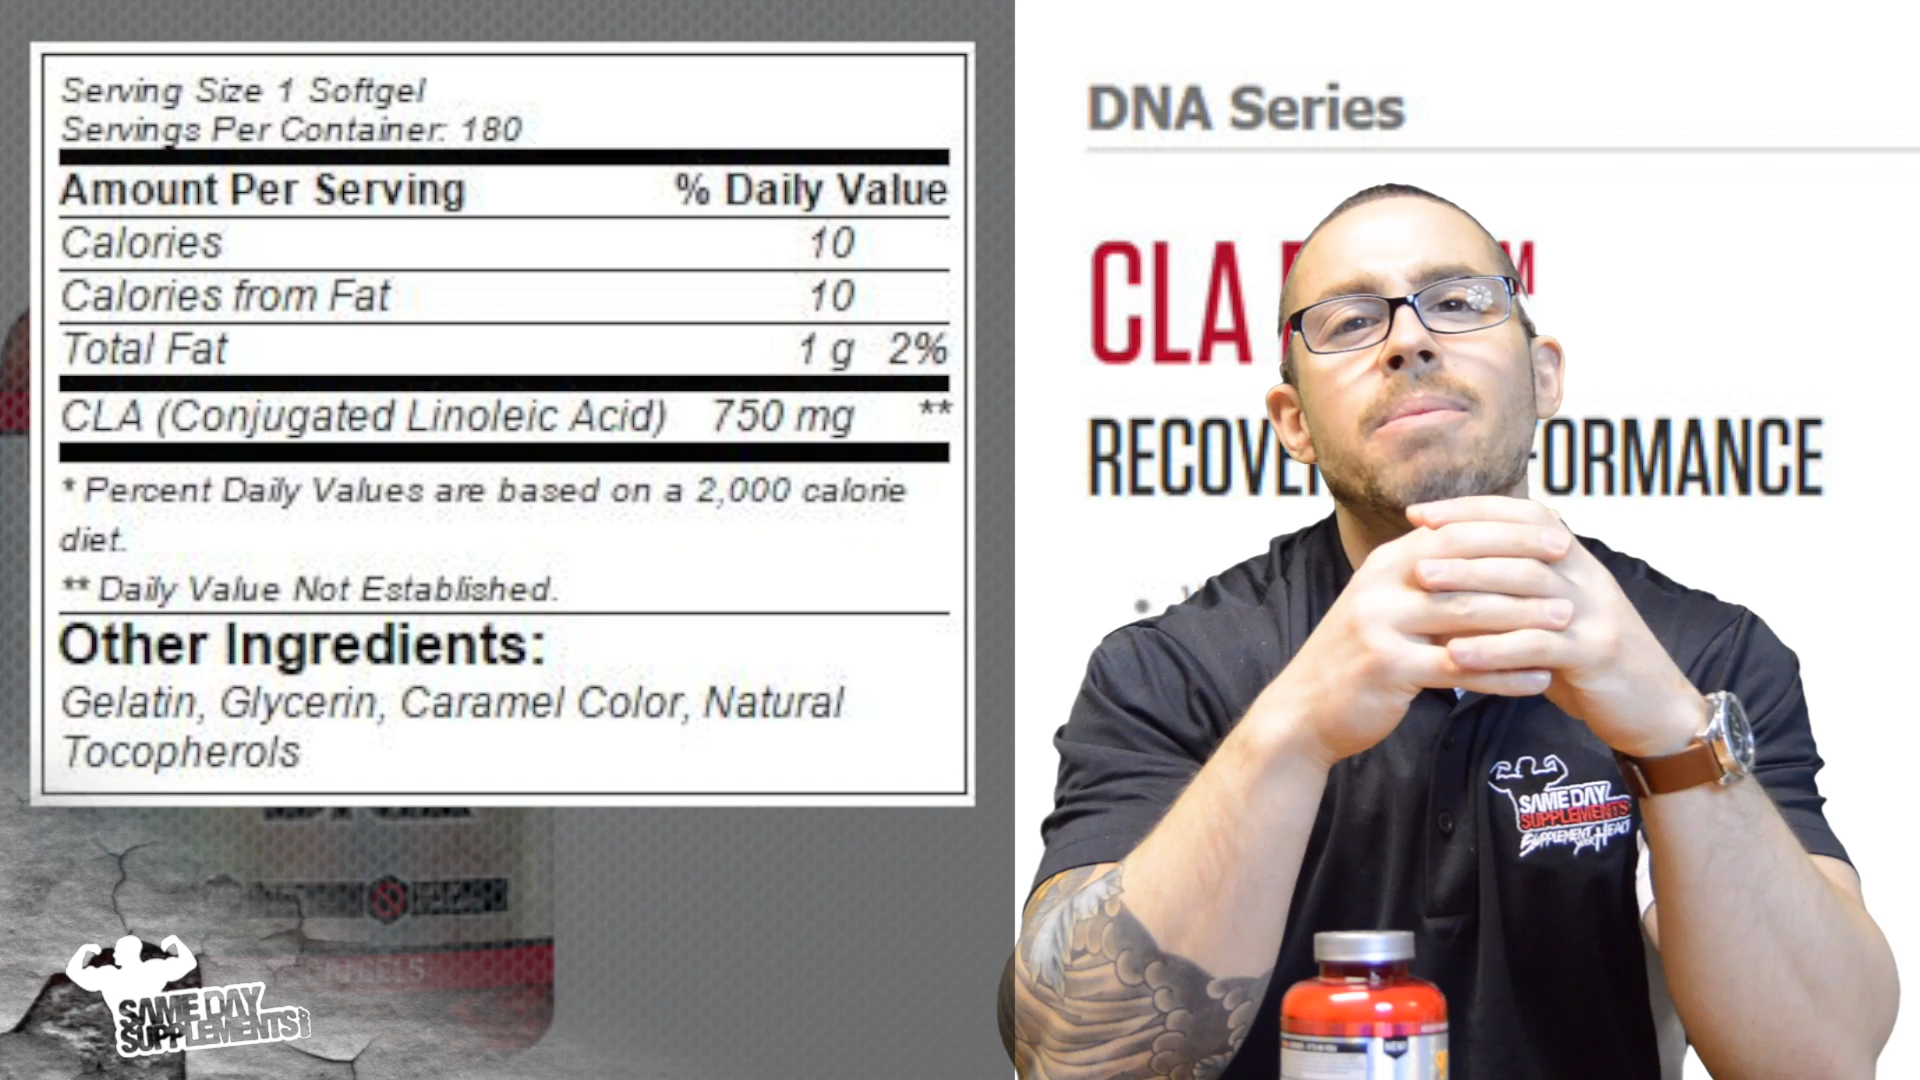 Serving Size 1 Softgel
Servings Per Container: 180
Amount Per Serving % Daily Value
Calories 10
Calories from Fat 10
Total Fat 1 g 2%
CLA (Conjugated Linoleic Acid) 750 mg **
* Percent Daily Values are based on a 2,000 calorie
diet.
** Daily Value Not Established.
Other Ingredients:
Gelatin, Glycerin, Caramel Color, Natural
Tocopherols
DNA Series
CLA
SAME DAY
SUPPLEMENTS
SUPPLEMENT YOUR HEALTH
SAME DAY
SUPPLEMENTS